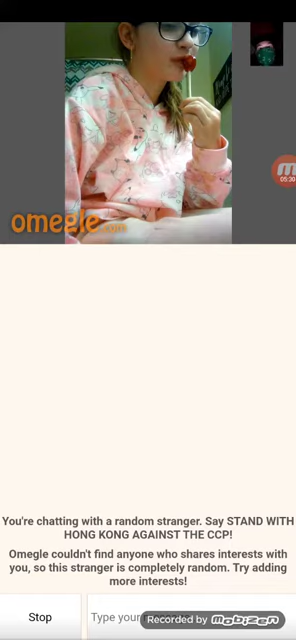 omegle.com
05:30
You're chatting with a random stranger. Say STAND WITH
HONG KONG AGAINST THE CCP!
Omegle couldn't find anyone who shares interests with
you, so this stranger is completely random. Try adding
more interests!
Stop
Type your
Recorded by mobizen